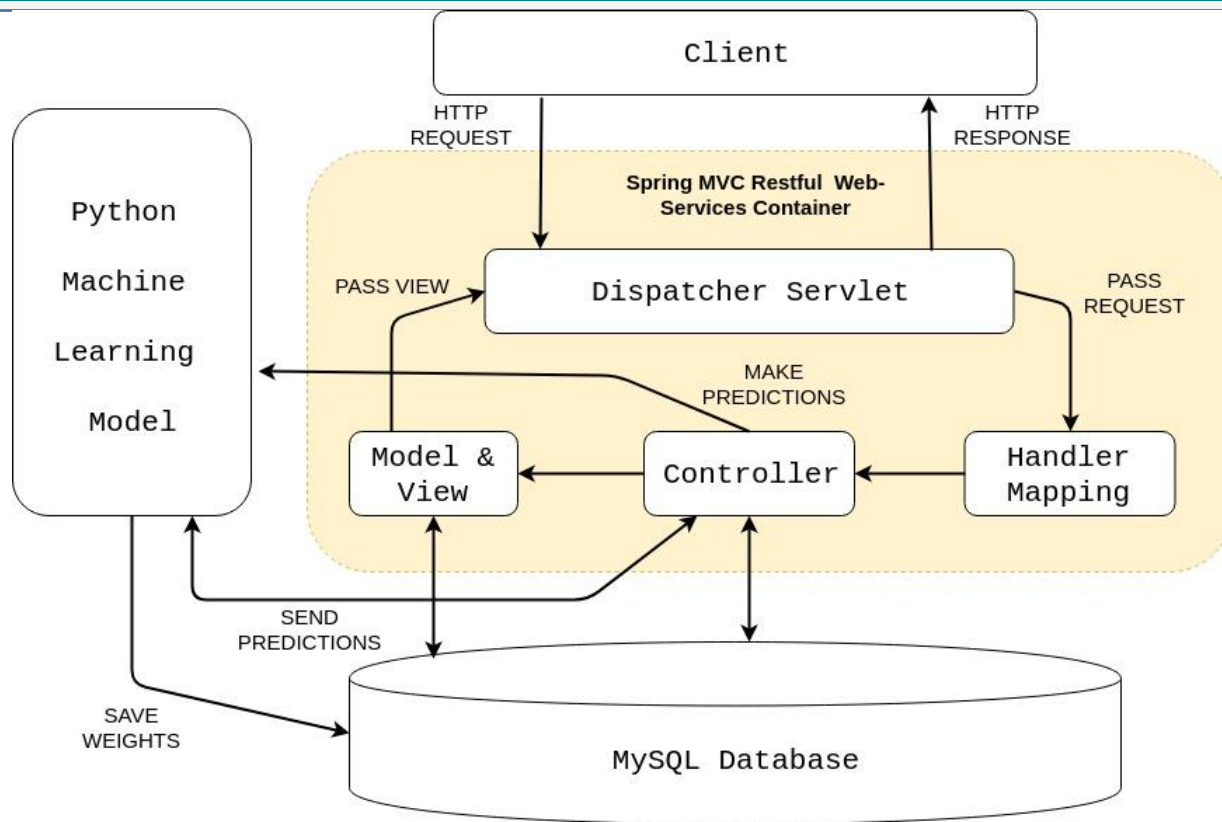 Client
HTTP
REQUEST
HTTP
RESPONSE
Spring MVC Restful Web-
Services Container
Python
Machine
Learning
Model
PASS VIEW
Dispatcher Servlet
PASS
REQUEST
MAKE
PREDICTIONS
Model &
View
Controller
Handler
Mapping
SEND
PREDICTIONS
SAVE
WEIGHTS
MySQL Database